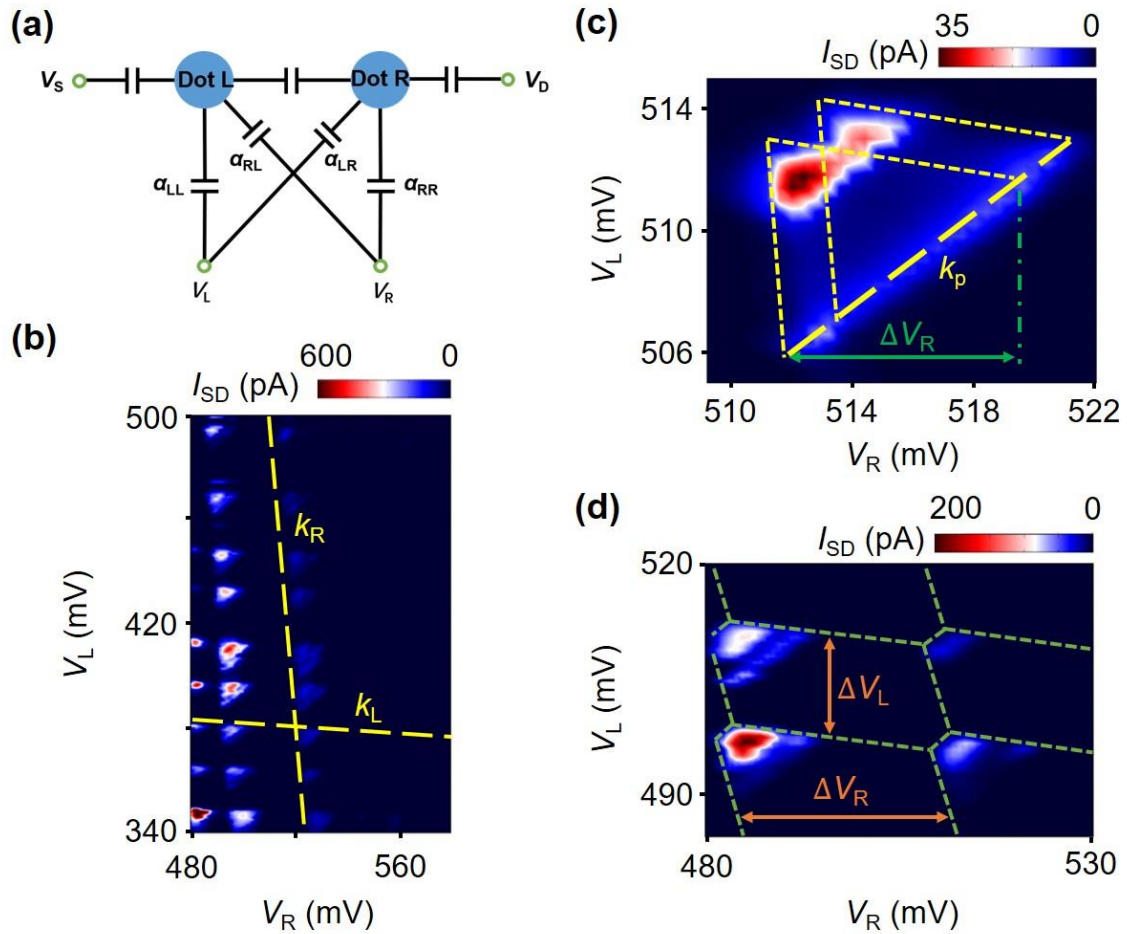 (a)
V_S
Dot L
Dot R
V_D
α_RL
α_LR
α_LL
α_RR
V_L
V_R
(b)
600
0
I_SD (pA)
500
420
340
V_L (mV)
k_R
k_L
480
560
V_R (mV)
(c)
35
0
I_SD (pA)
514
510
506
V_L (mV)
k_p
ΔV_R
510
514
518
522
V_R (mV)
(d)
200
0
I_SD (pA)
520
490
V_L (mV)
ΔV_L
ΔV_R
480
530
V_R (mV)